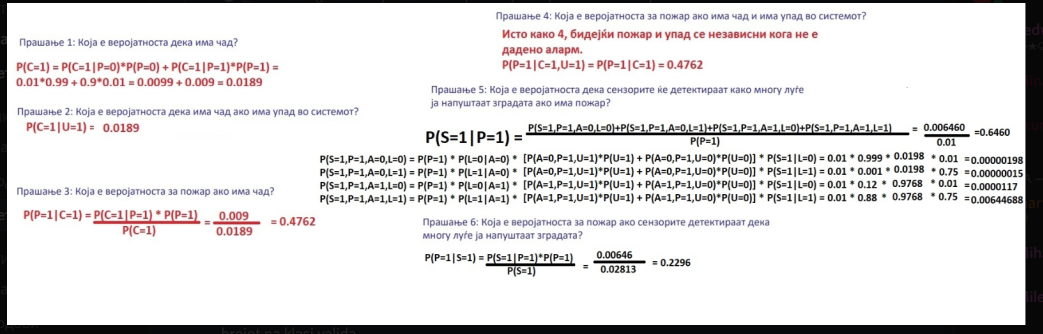 Прашање 1: Која е веројатноста дека има чад?
P(C=1) = P(C=1|P=0)*P(P=0) + P(C=1|P=1)*P(P=1) =
0.01*0.99 + 0.9*0.01 = 0.0099 + 0.009 = 0.0189
Прашање 2: Која е веројатноста дека има чад ако има упад во системот?
P(C=1|U=1) = 0.0189
Прашање 3: Која е веројатноста за пожар ако има чад?
P(P=1|C=1) = P(C=1|P=1) * P(P=1) = 0.009 = 0.4762
P(C=1) 0.0189
Прашање 4: Која е веројатноста за пожар ако има чад и има упад во системот?
Исто како 4, бидејќи пожар и упад се независни кога не е
дадено аларм.
P(P=1|C=1,U=1) = P(P=1|C=1) = 0.4762
Прашање 5: Која е веројатноста дека сензорите ќе детектираат како многу луѓе
ја напуштаат зградата ако има пожар?
P(S=1|P=1) = P(S=1,P=1,A=0,L=0)+P(S=1,P=1,A=0,L=1)+P(S=1,P=1,A=1,L=0)+P(S=1,P=1,A=1,L=1) = 0.006460 =0.6460
P(P=1) 0.01
P(S=1,P=1,A=0,L=0) = P(P=1) * P(L=0|A=0) * [P(A=0,P=1,U=1)*P(U=1) + P(A=0,P=1,U=0)*P(U=0)] * P(S=1|L=0) = 0.01 * 0.999 * 0.0198 * 0.01 =0.00000198
P(S=1,P=1,A=0,L=1) = P(P=1) * P(L=1|A=0) * [P(A=0,P=1,U=1)*P(U=1) + P(A=0,P=1,U=0)*P(U=0)] * P(S=1|L=1) = 0.01 * 0.001 * 0.0198 * 0.75 =0.00000015
P(S=1,P=1,A=1,L=0) = P(P=1) * P(L=0|A=1) * [P(A=1,P=1,U=1)*P(U=1) + P(A=1,P=1,U=0)*P(U=0)] * P(S=1|L=0) = 0.01 * 0.12 * 0.9768 * 0.01 =0.0000117
P(S=1,P=1,A=1,L=1) = P(P=1) * P(L=1|A=1) * [P(A=1,P=1,U=1)*P(U=1) + P(A=1,P=1,U=0)*P(U=0)] * P(S=1|L=1) = 0.01 * 0.88 * 0.9768 * 0.75 =0.00644688
Прашање 6: Која е веројатноста за пожар ако сензорите детектираат дека
многу луѓе ја напуштаат зградата?
P(P=1|S=1) = P(S=1|P=1)*P(P=1) = 0.00646 = 0.2296
P(S=1) 0.02813